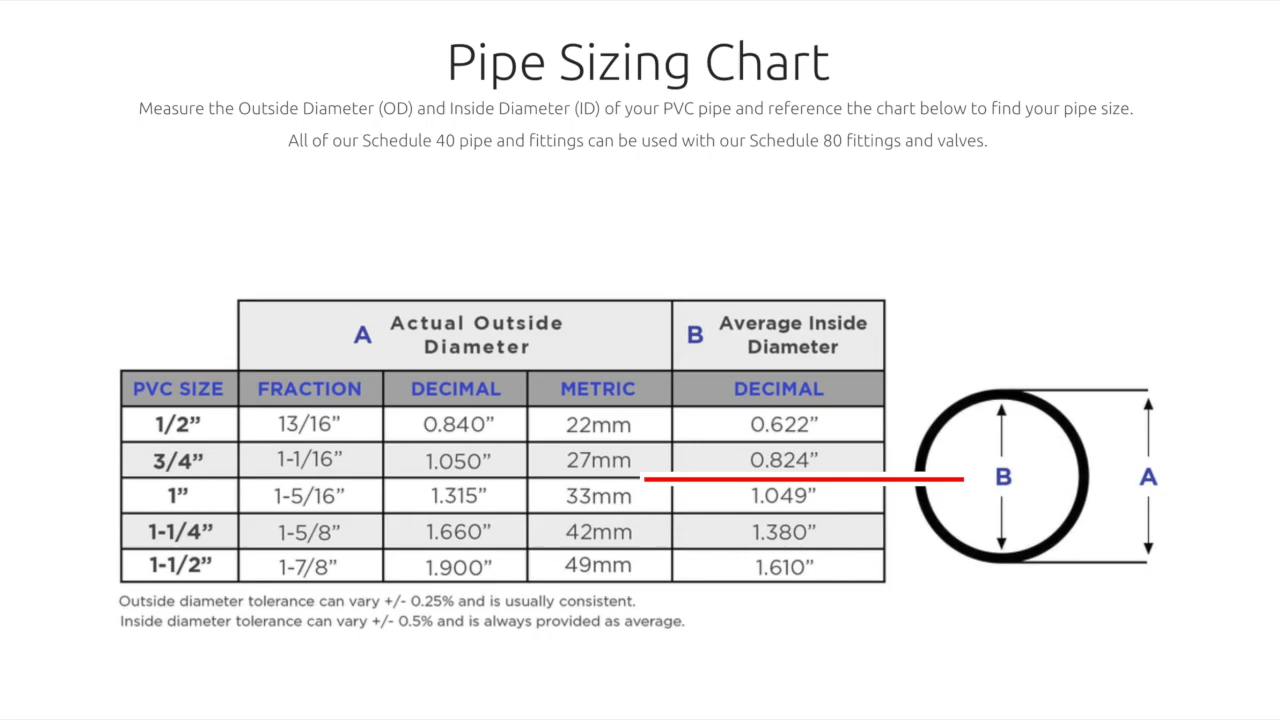 Pipe Sizing Chart
Measure the Outside Diameter (OD) and Inside Diameter (ID) of your PVC pipe and reference the chart below to find your pipe size.
All of our Schedule 40 pipe and fittings can be used with our Schedule 80 fittings and valves.
A Actual Outside Diameter B Average Inside Diameter
PVC SIZE FRACTION DECIMAL METRIC DECIMAL
1/2” 13/16” 0.840” 22mm 0.622”
3/4” 1-1/16” 1.050” 27mm 0.824”
1” 1-5/16” 1.315” 33mm 1.049”
1-1/4” 1-5/8” 1.660” 42mm 1.380”
1-1/2” 1-7/8” 1.900” 49mm 1.610”
B A
Outside diameter tolerance can vary +/- 0.25% and is usually consistent.
Inside diameter tolerance can vary +/- 0.5% and is always provided as average.